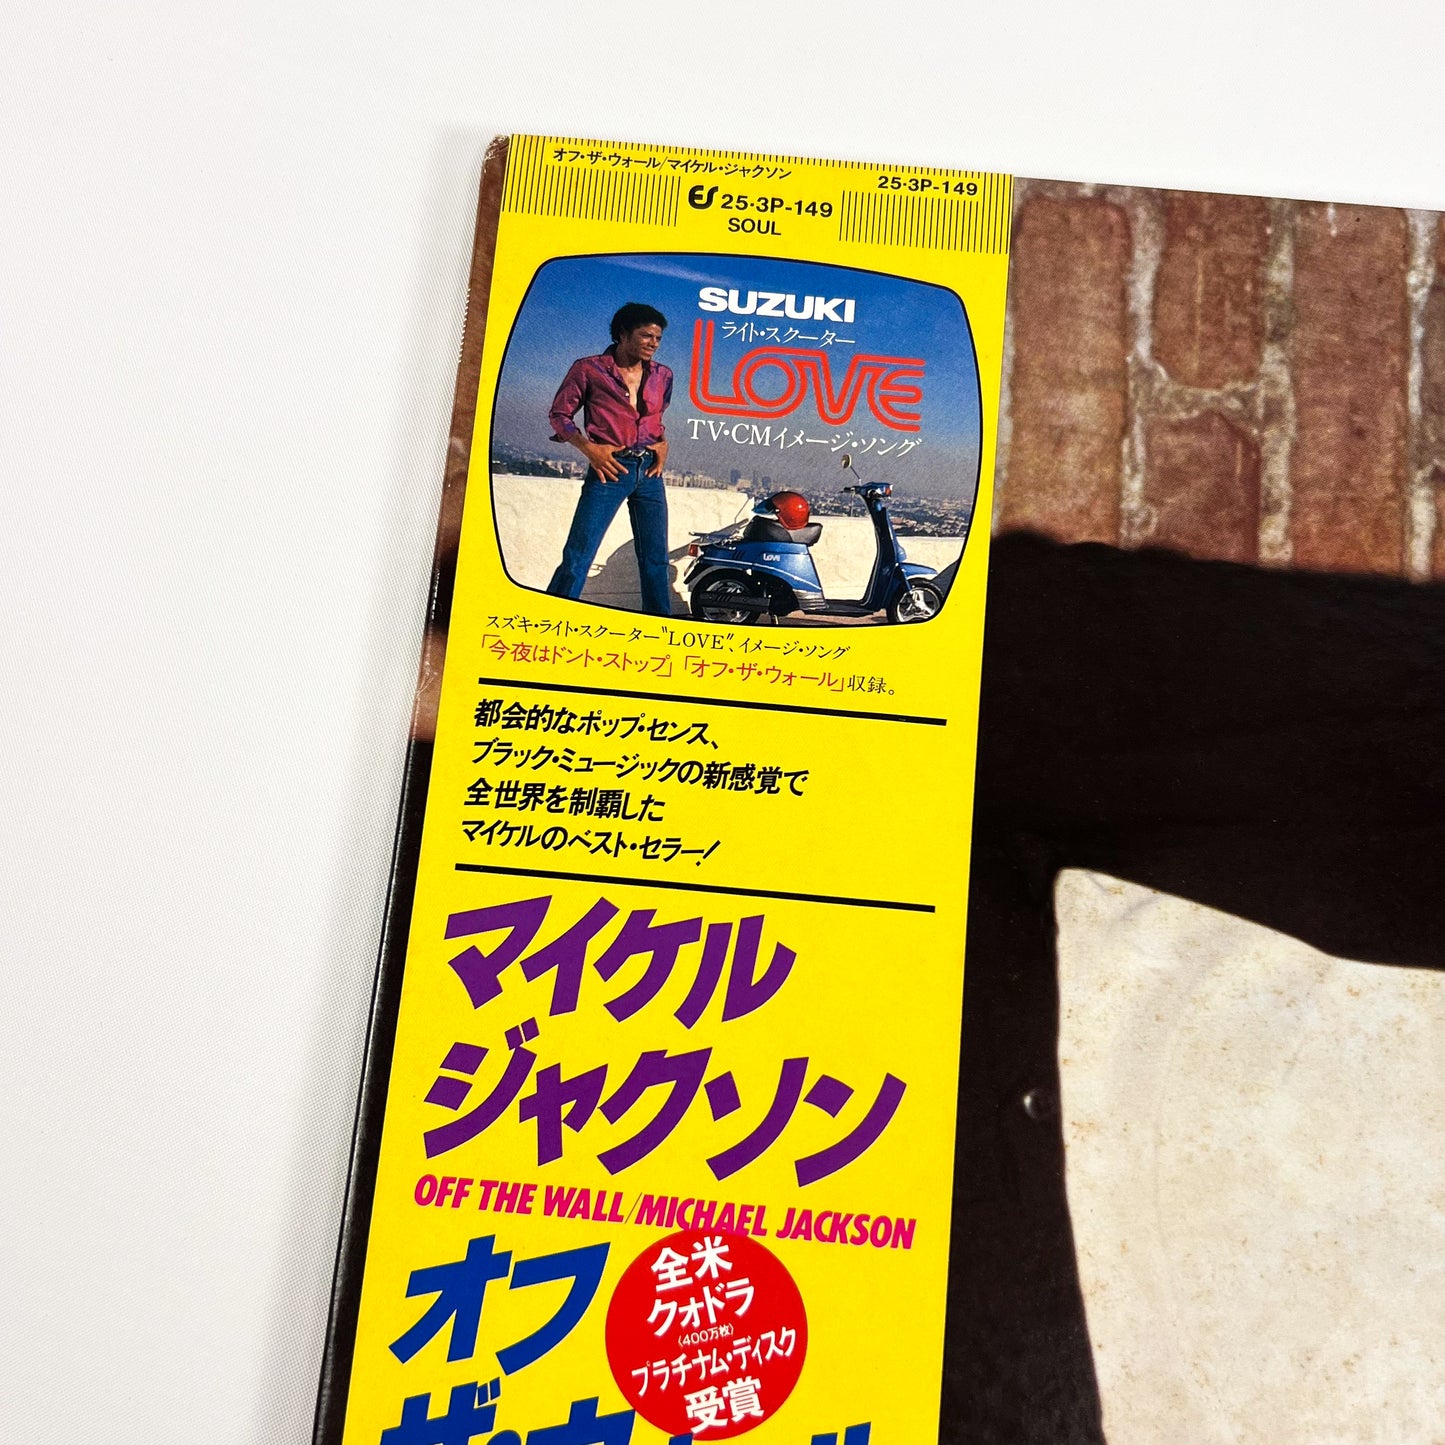 オフ・ザ・ウォール/マイケル・ジャクソン
25・3P-149
ES 25・3P-149
SOUL
SUZUKI
ライト・スクーター
LOVE
TV・CMイメージ・ソング
LOVE
スズキ・ライト・スクーター"LOVE"、イメージ・ソング
「今夜はドント・ストップ」「オフ・ザ・ウォール」収録。
都会的なポップ・センス、
ブラック・ミュージックの新感覚で
全世界を制覇した
マイケルのベスト・セラー!
マイケル
ジャクソン
OFF THE WALL/MICHAEL JACKSON
オフ
全米
クォドラ
(400万枚)
プラチナム・ディスク
受賞